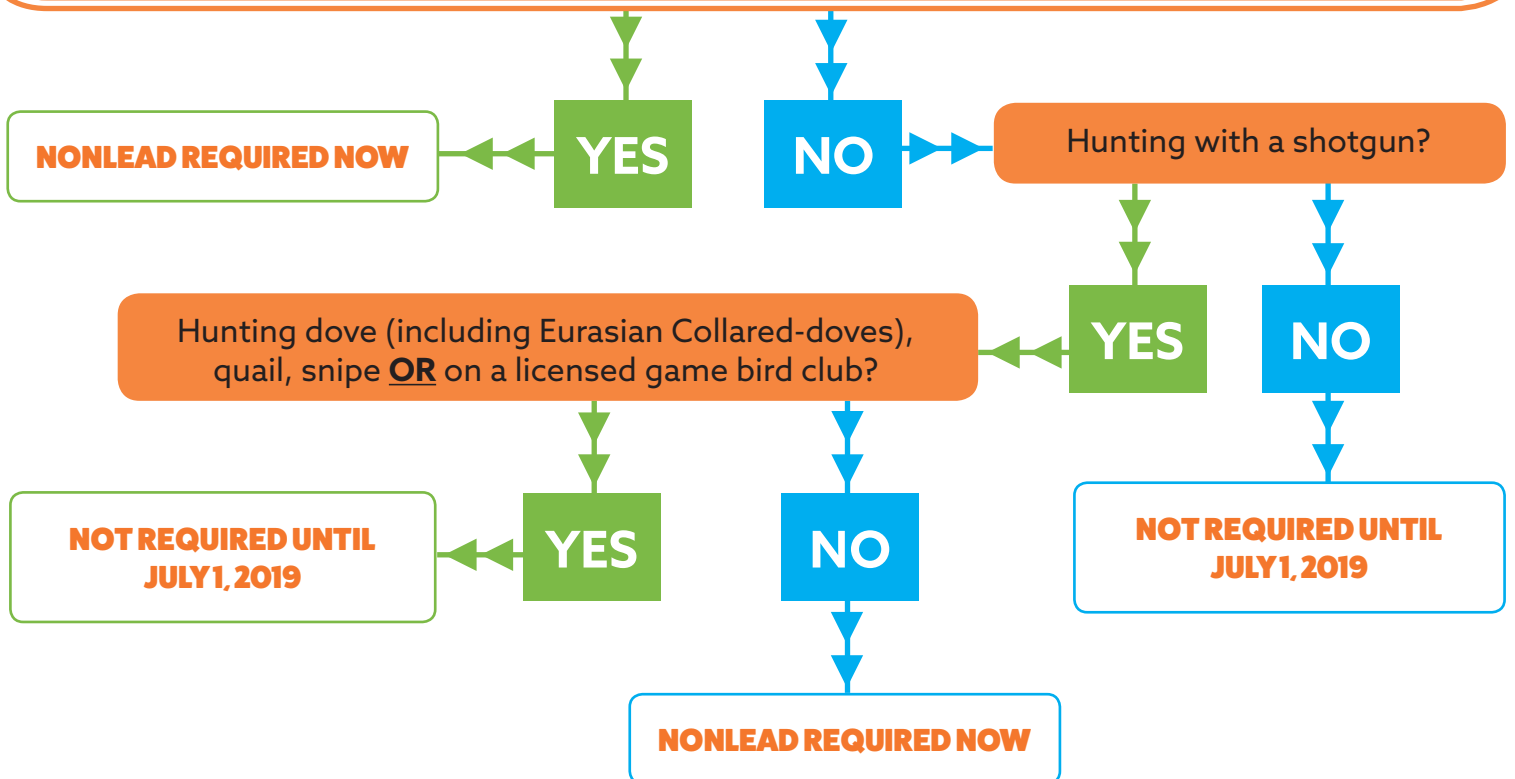 YES
NO
NONLEAD REQUIRED NOW
Hunting with a shotgun?
YES
NO
Hunting dove (including Eurasian Collared-doves),
quail, snipe OR on a licensed game bird club?
YES
NO
NOT REQUIRED UNTIL
JULY 1, 2019
NOT REQUIRED UNTIL
JULY 1, 2019
NONLEAD REQUIRED NOW